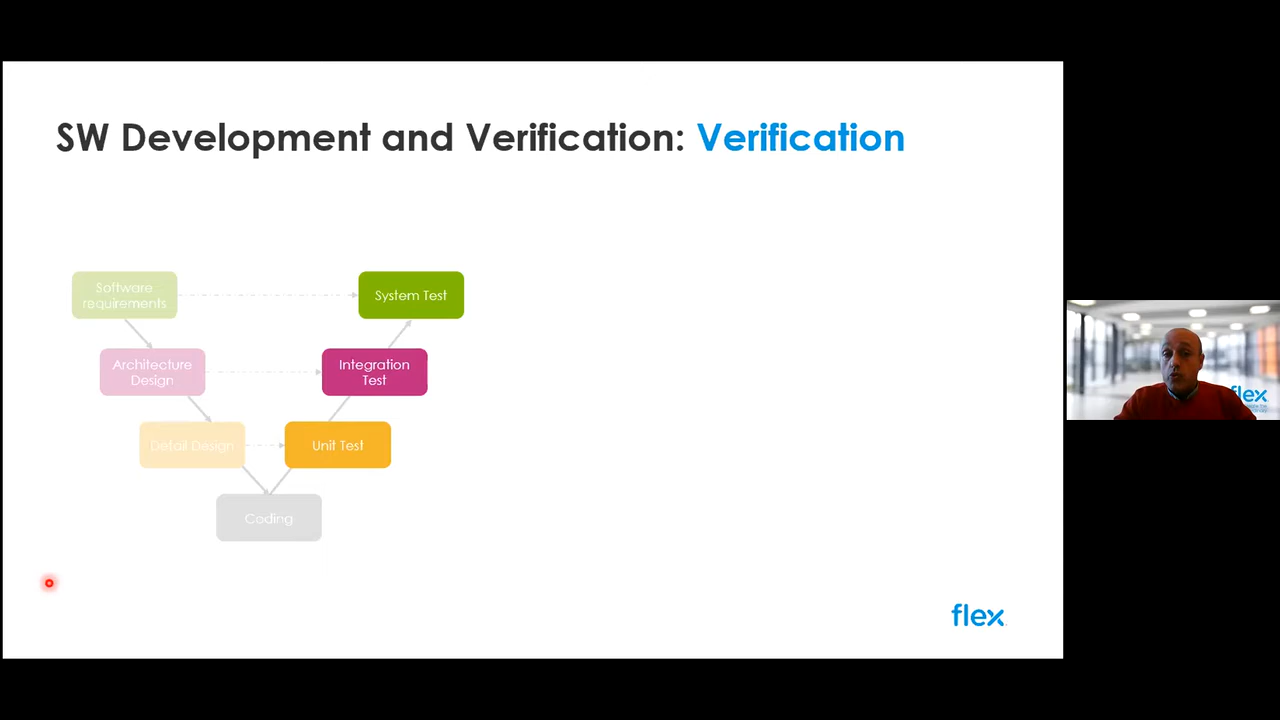 SW Development and Verification: Verification
Software
requirements
System Test
Architecture
Design
Integration
Test
Detail Design
Unit Test
Coding
flex
flex